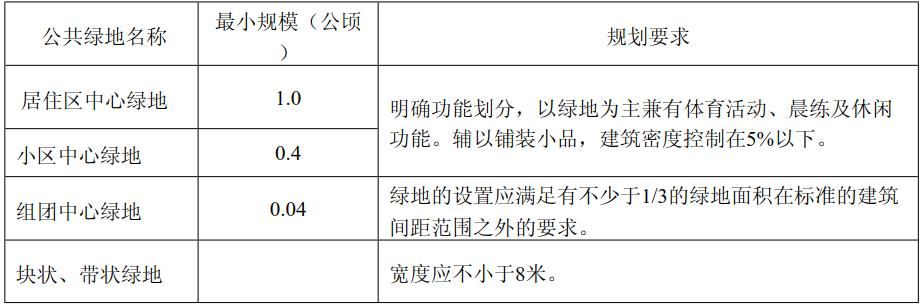 公共绿地名称
最小规模（公顷
）
规划要求
居住区中心绿地
1.0
明确功能划分，以绿地为主兼有体育活动、晨练及休闲
功能。辅以铺装小品，建筑密度控制在5%以下。
小区中心绿地
0.4
组团中心绿地
0.04
绿地的设置应满足有不少于1/3的绿地面积在标准的建筑
间距范围之外的要求。
块状、带状绿地
宽度应不小于8米。